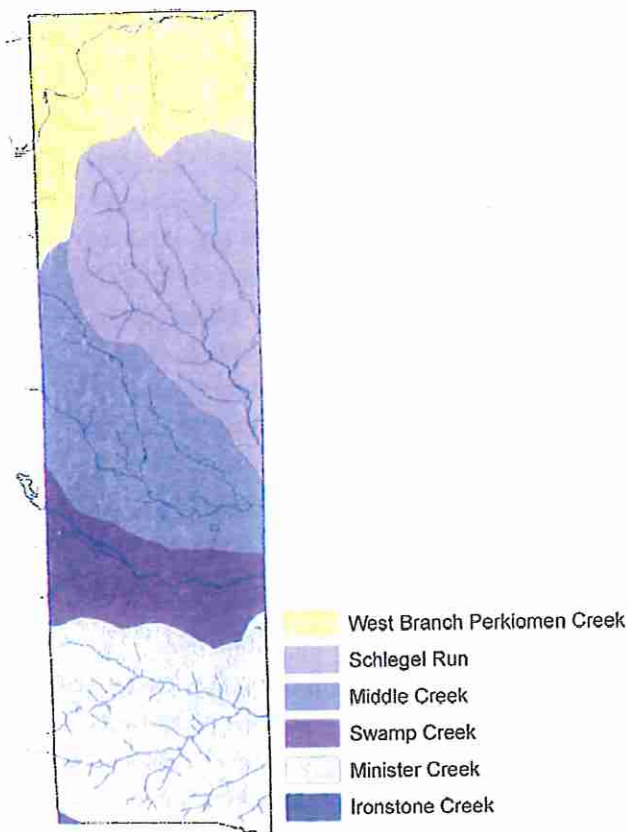 West Branch Perkiomen Creek
Schlegel Run
Middle Creek
Swamp Creek
Minister Creek
Ironstone Creek